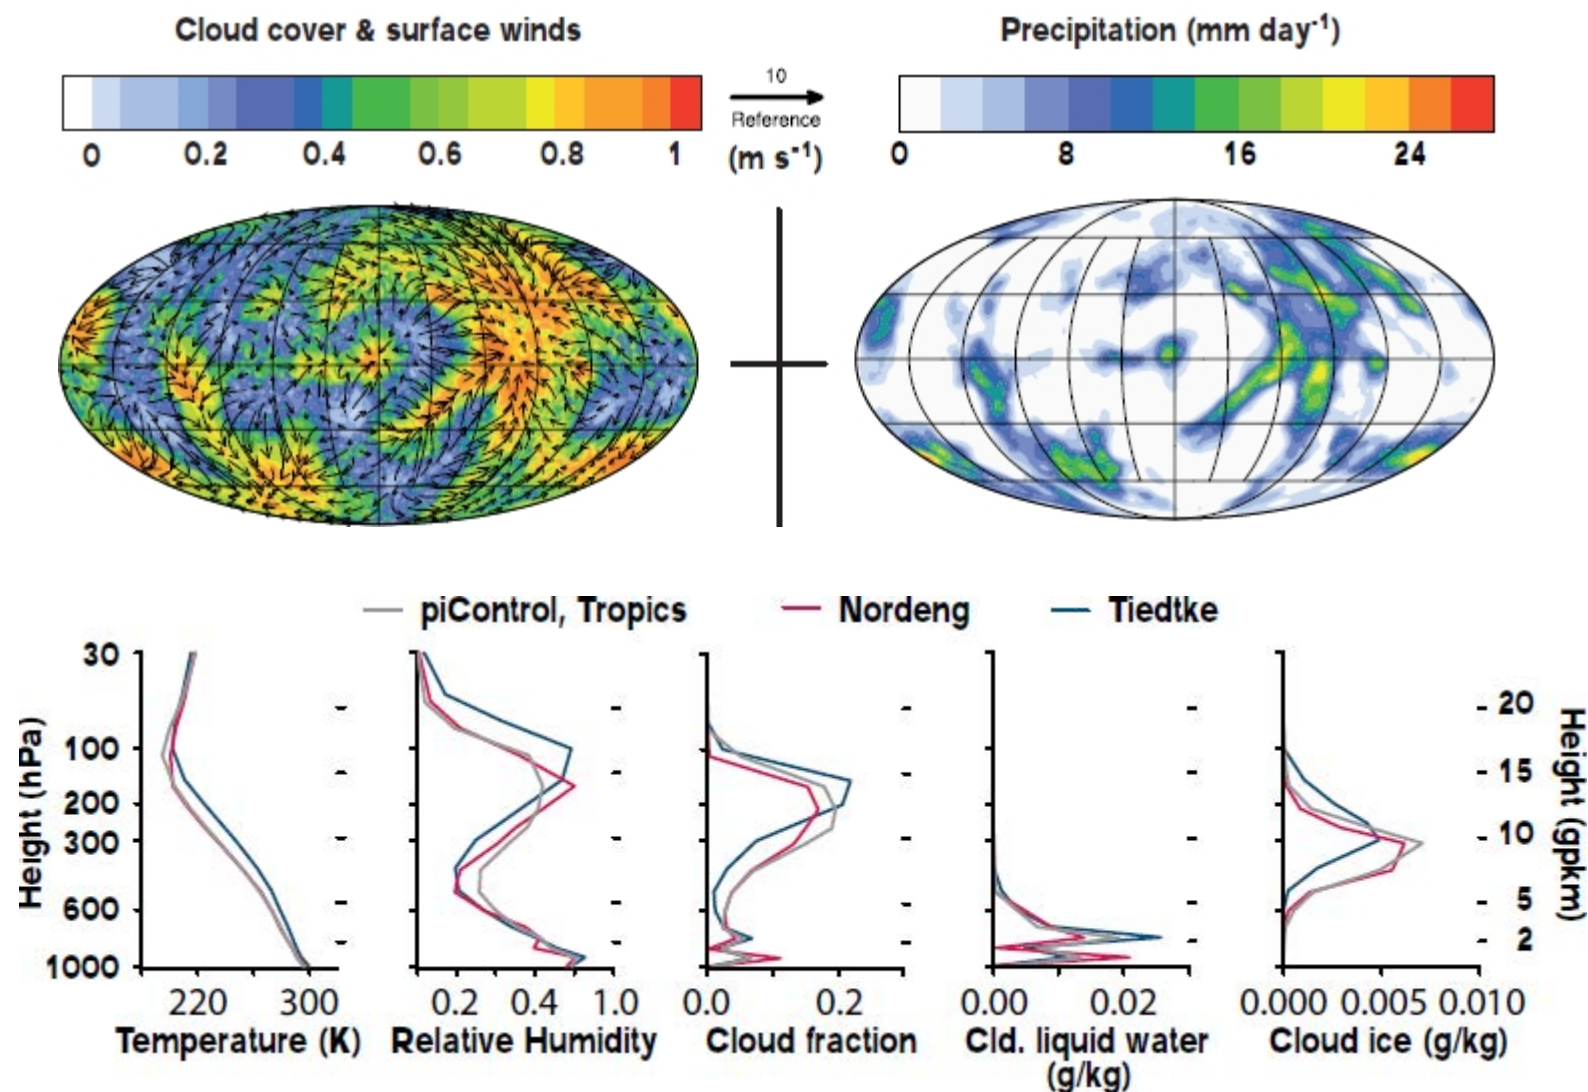 Cloud cover & surface winds
Precipitation (mm day-1)
10
Reference
(m s-1)
0 0.2 0.4 0.6 0.8 1
0 8 16 24
piControl, Tropics Nordeng Tiedtke
Height (hPa)
30
100
200
300
600
1000
20
15
10
5
2
Height (gpkm)
220 300
0.2 0.4 1.0
0.0 0.2
0.00 0.02
0.000 0.005 0.010
Temperature (K)
Relative Humidity
Cloud fraction
Cld. liquid water
(g/kg)
Cloud ice (g/kg)